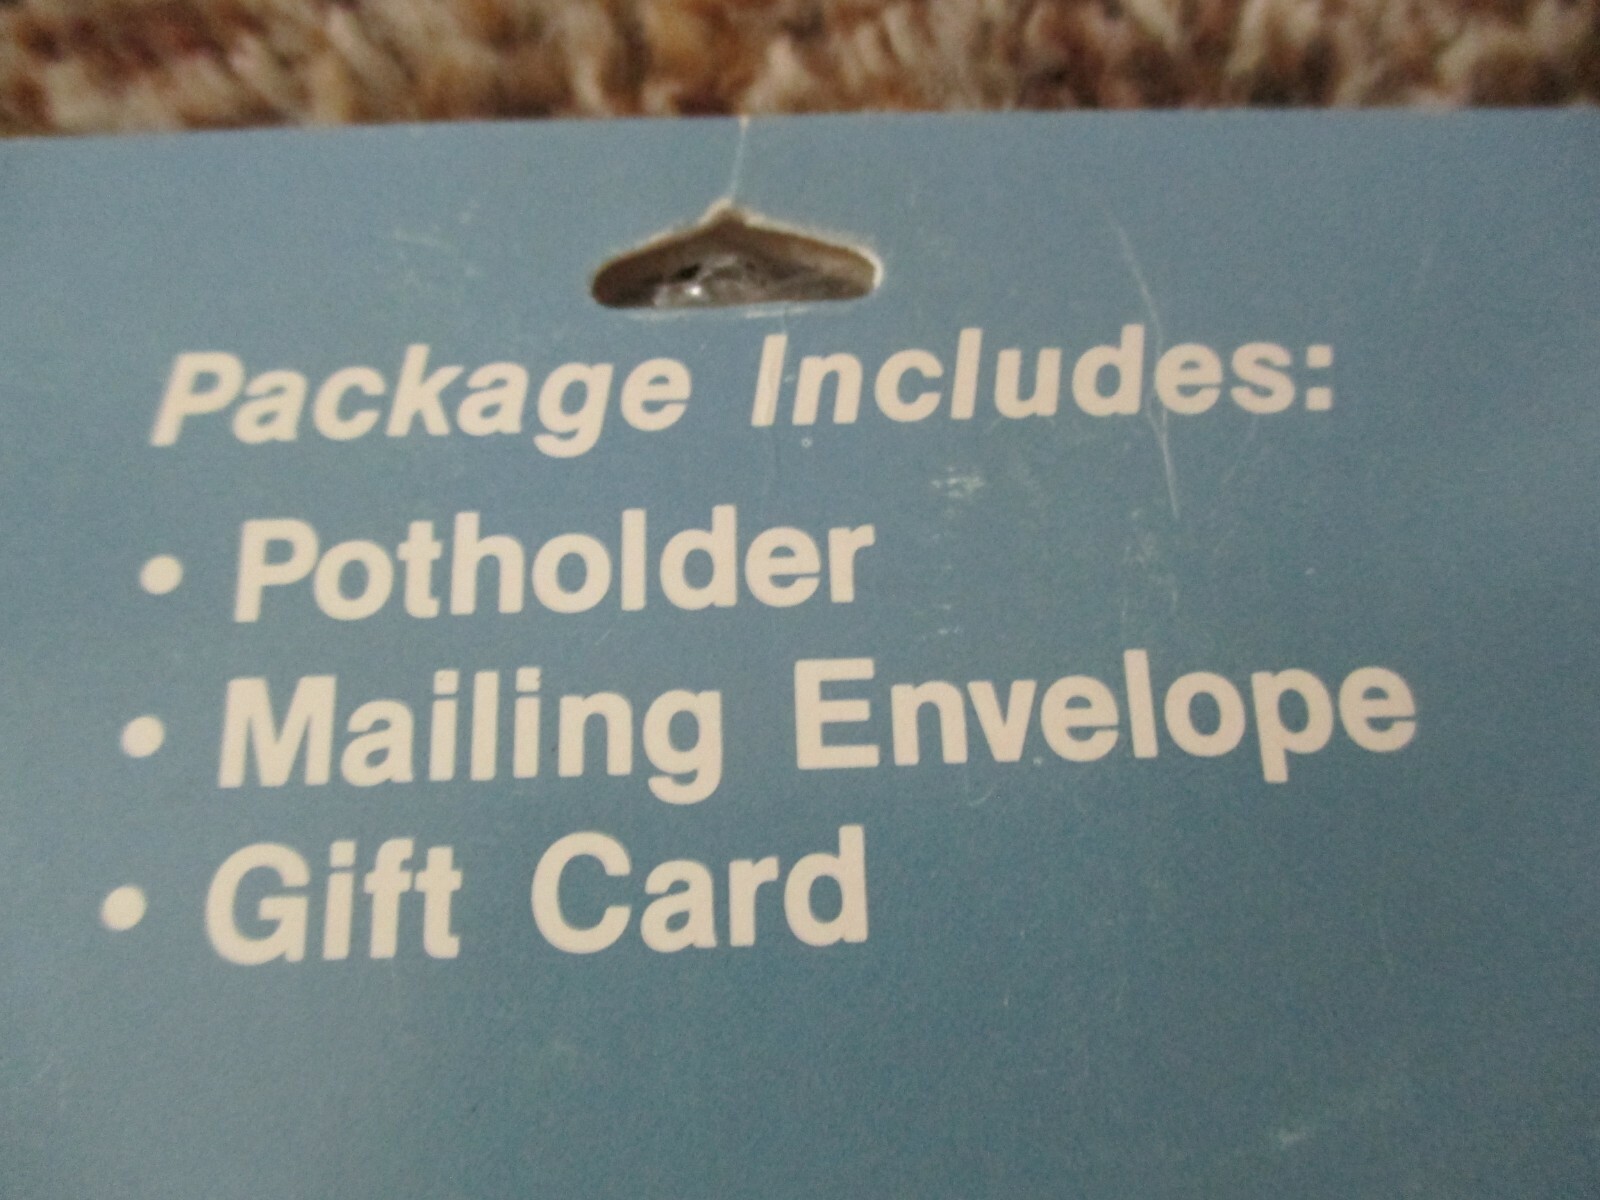 Package Includes:
• Potholder
• Mailing Envelope
• Gift Card